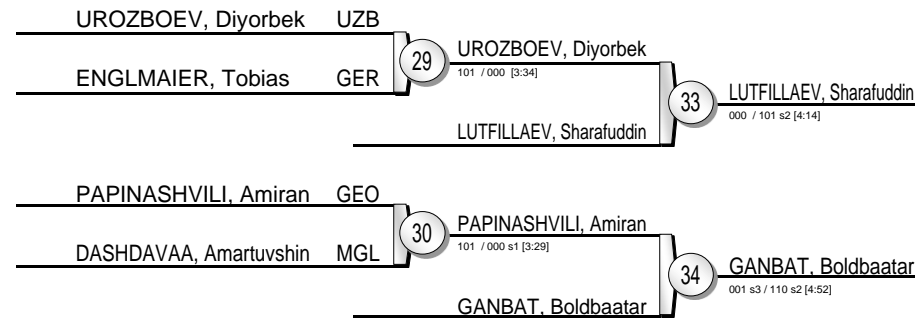 UROZBOEV, Diyorbek UZB
ENGLMAIER, Tobias GER
29
UROZBOEV, Diyorbek
101 / 000 [3:34]
LUTFILLAEV, Sharafuddin
33
LUTFILLAEV, Sharafuddin
000 / 101 s2 [4:14]
PAPINASHVILI, Amiran GEO
DASHDAVAA, Amartuvshin MGL
30
PAPINASHVILI, Amiran
101 / 000 s1 [3:29]
GANBAT, Boldbaatar
34
GANBAT, Boldbaatar
001 s3 / 110 s2 [4:52]